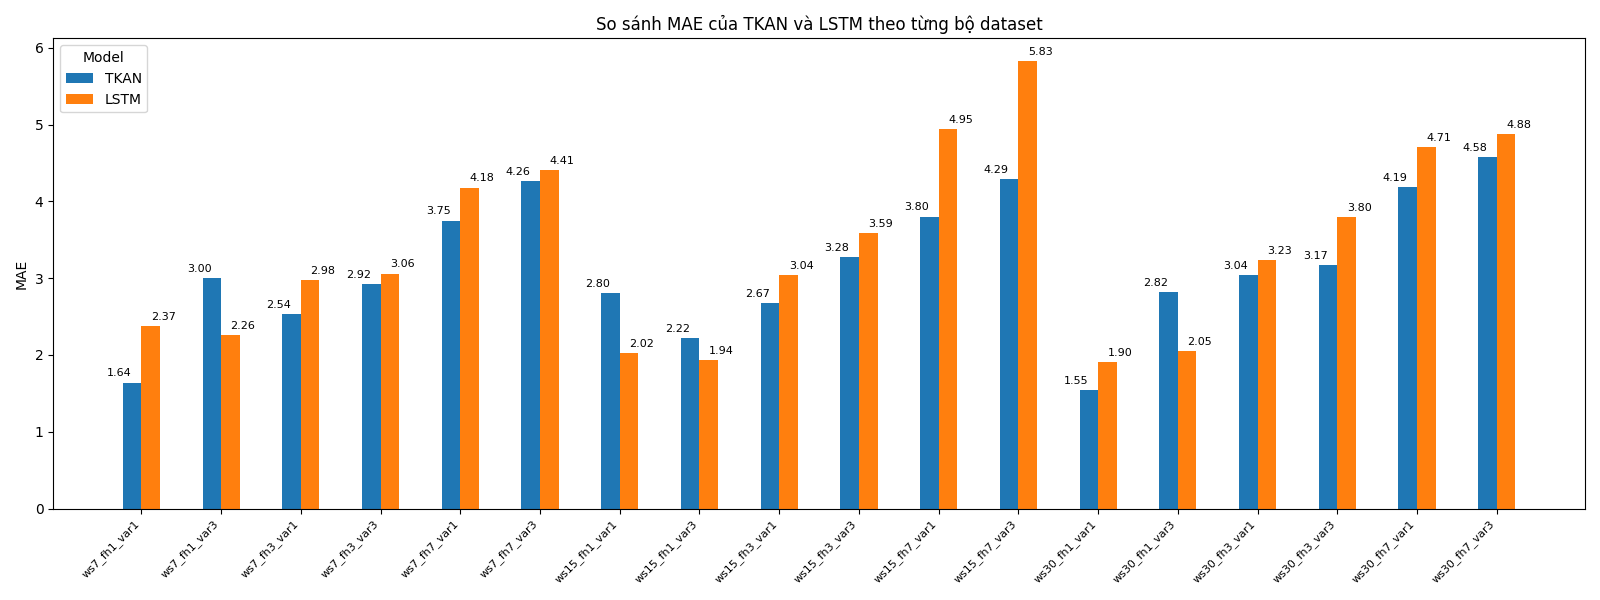 So sánh MAE của TKAN và LSTM theo từng bộ dataset
Model
TKAN
LSTM
MAE
6
5
4
3
2
1
0
1.64
2.37
3.00
2.26
2.54
2.98
2.92
3.06
3.75
4.18
4.26
4.41
2.80
2.02
2.22
1.94
2.67
3.04
3.28
3.59
3.80
4.95
4.29
5.83
1.55
1.90
2.82
2.05
3.04
3.23
3.17
3.80
4.19
4.71
4.58
4.88
ws7_fh1_var1
ws7_fh1_var3
ws7_fh3_var1
ws7_fh3_var3
ws7_fh7_var1
ws7_fh7_var3
ws15_fh1_var1
ws15_fh1_var3
ws15_fh3_var1
ws15_fh3_var3
ws15_fh7_var1
ws15_fh7_var3
ws30_fh1_var1
ws30_fh1_var3
ws30_fh3_var1
ws30_fh3_var3
ws30_fh7_var1
ws30_fh7_var3